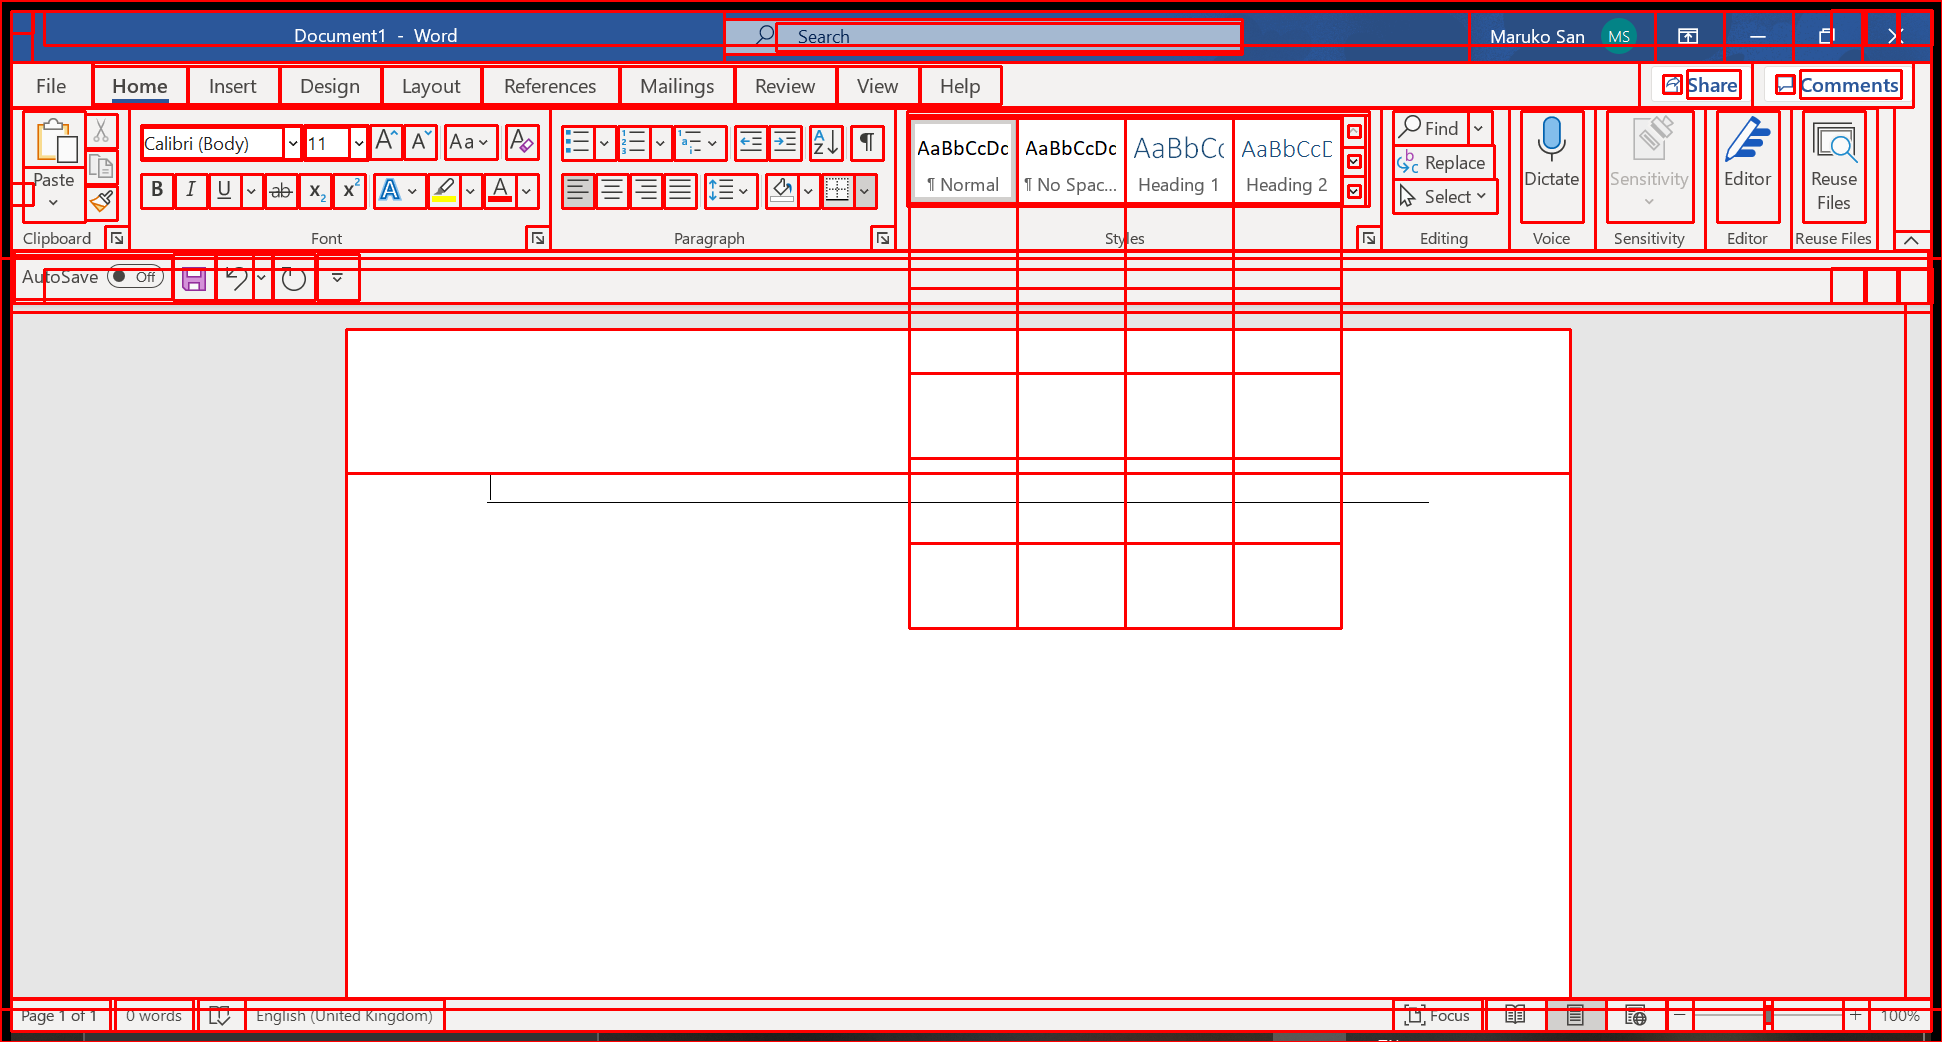 Document1 - Word
Search
Maruko San
MS
File
Home
Insert
Design
Layout
References
Mailings
Review
View
Help
Share
Comments
Paste
Clipboard
Calibri (Body)
11
Aa
B I U ab x₂ x²
A
A
Font
Paragraph
AaBbCcDc
¶ Normal
AaBbCcDc
¶ No Spac...
AaBbCc
Heading 1
AaBbCcD
Heading 2
Styles
Find
Replace
Select
Editing
Dictate
Voice
Sensitivity
Sensitivity
Editor
Editor
Reuse
Files
Reuse Files
AutoSave
Off
Page 1 of 1
0 words
English (United Kingdom)
Focus
100%